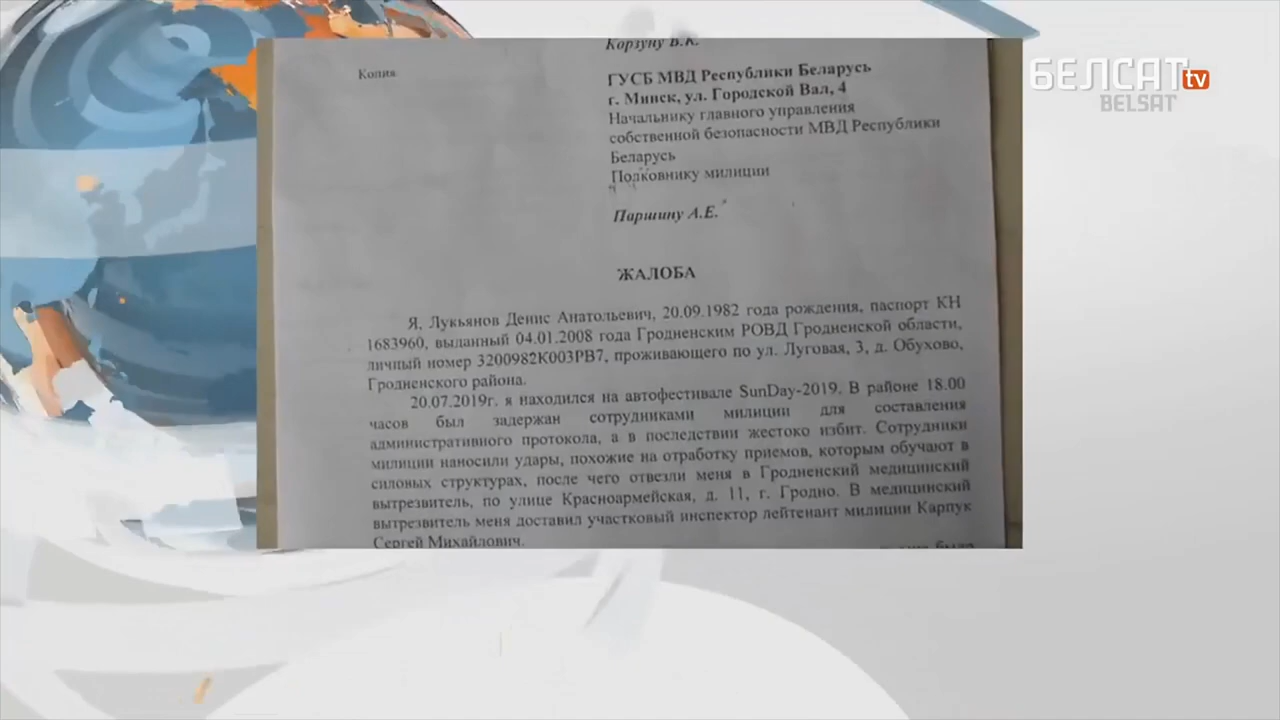 БЕЛСАТ tv
BELSAT
Корзуну В.К.
Копия
ГУСБ МВД Республики Беларусь
г. Минск, ул. Городской Вал, 4
Начальнику главного управления
собственной безопасности МВД Республики
Беларусь
Полковнику милиции
Паршину А.Е.
ЖАЛОБА
Я, Лукьянов Денис Анатольевич, 20.09.1982 года рождения, паспорт КН
1683960, выданный 04.01.2008 года Гродненским РОВД Гродненской области,
личный номер 3200982К003РВ7, проживающего по ул. Луговая, 3, д. Обухово,
Гродненского района.
20.07.2019г. я находился на автофестивале SunDay-2019. В районе 18.00
часов был задержан сотрудниками милиции для составления
административного протокола, а в последствии жестоко избит. Сотрудники
милиции наносили удары, похожие на отработку приемов, которым обучают в
силовых структурах, после чего отвезли меня в Гродненский медицинский
вытрезвитель, по улице Красноармейская, д. 11, г. Гродно. В медицинский
вытрезвитель меня доставил участковый инспектор лейтенант милиции Карпук
Сергей Михайлович.